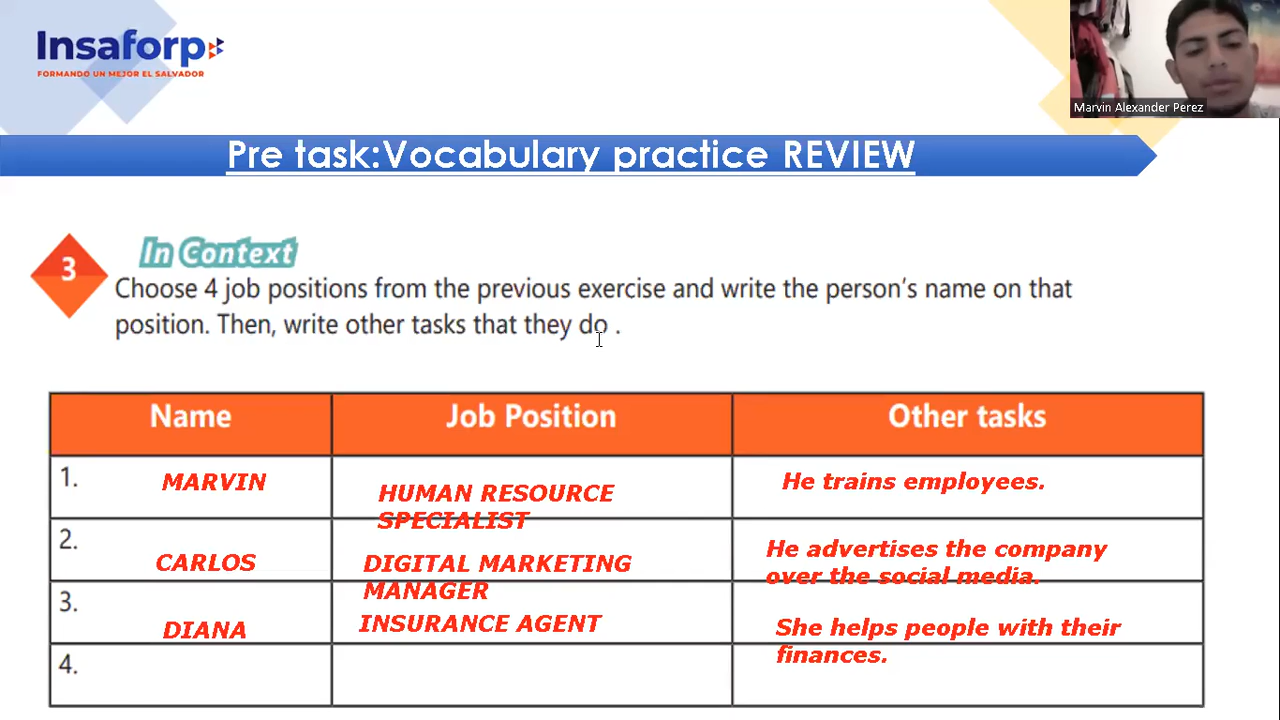 Insaforp
FORMANDO UN MEJOR EL SALVADOR
Marvin Alexander Perez
Pre task:Vocabulary practice REVIEW
3
In Context
Choose 4 job positions from the previous exercise and write the person's name on that
position. Then, write other tasks that they do .
Name Job Position Other tasks
1. MARVIN
HUMAN RESOURCE
SPECIALIST
He trains employees.
2. CARLOS
DIGITAL MARKETING
MANAGER
He advertises the company
over the social media.
3. DIANA
INSURANCE AGENT
She helps people with their
finances.
4.